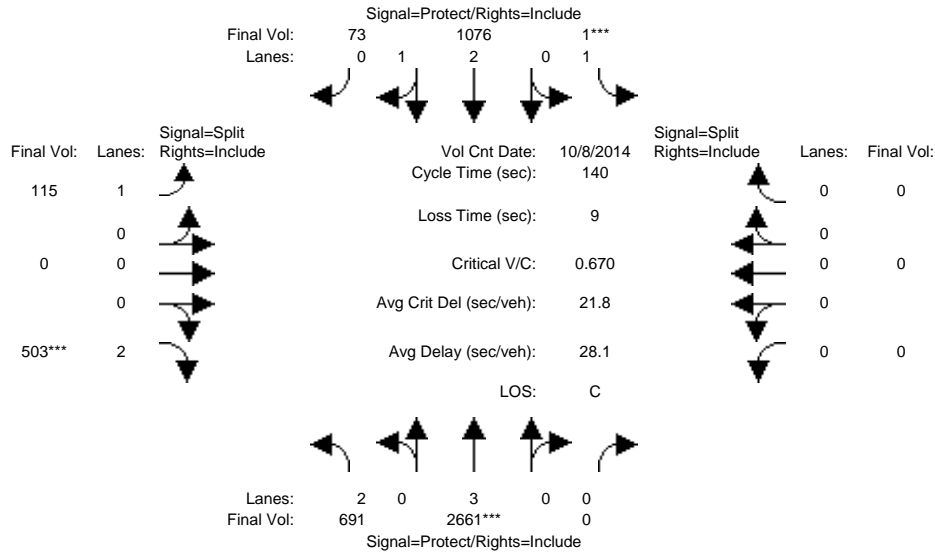 Signal=Protect/Rights=Include
Final Vol: 73 1076 1***
Lanes: 0 1 2 0 1
Signal=Split Signal=Split
Final Vol: Lanes: Rights=Include Vol Cnt Date: 10/8/2014 Rights=Include Lanes: Final Vol:
Cycle Time (sec): 140
115 1 0 0
Loss Time (sec): 9
0 0
0 0 Critical V/C: 0.670 0 0
0 Avg Crit Del (sec/veh): 21.8 0
503*** 2 Avg Delay (sec/veh): 28.1 0 0
LOS: C
Lanes: 2 0 3 0 0
Final Vol: 691 2661*** 0
Signal=Protect/Rights=Include